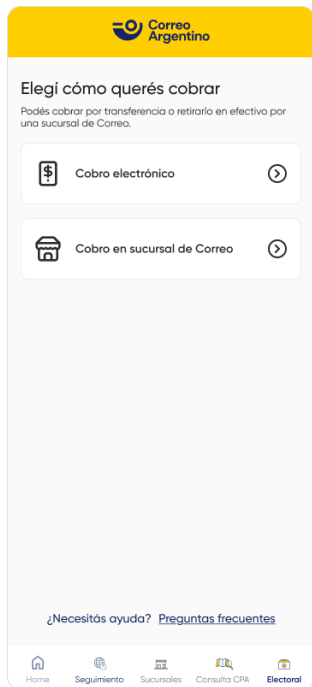 Correo
Argentino
Elegí cómo querés cobrar
Podés cobrar por transferencia o retirarlo en efectivo por
una sucursal de Correo.
Cobro electrónico
Cobro en sucursal de Correo
¿Necesitás ayuda? Preguntas frecuentes
Home Seguimiento Sucursales Consulta CPA Electoral